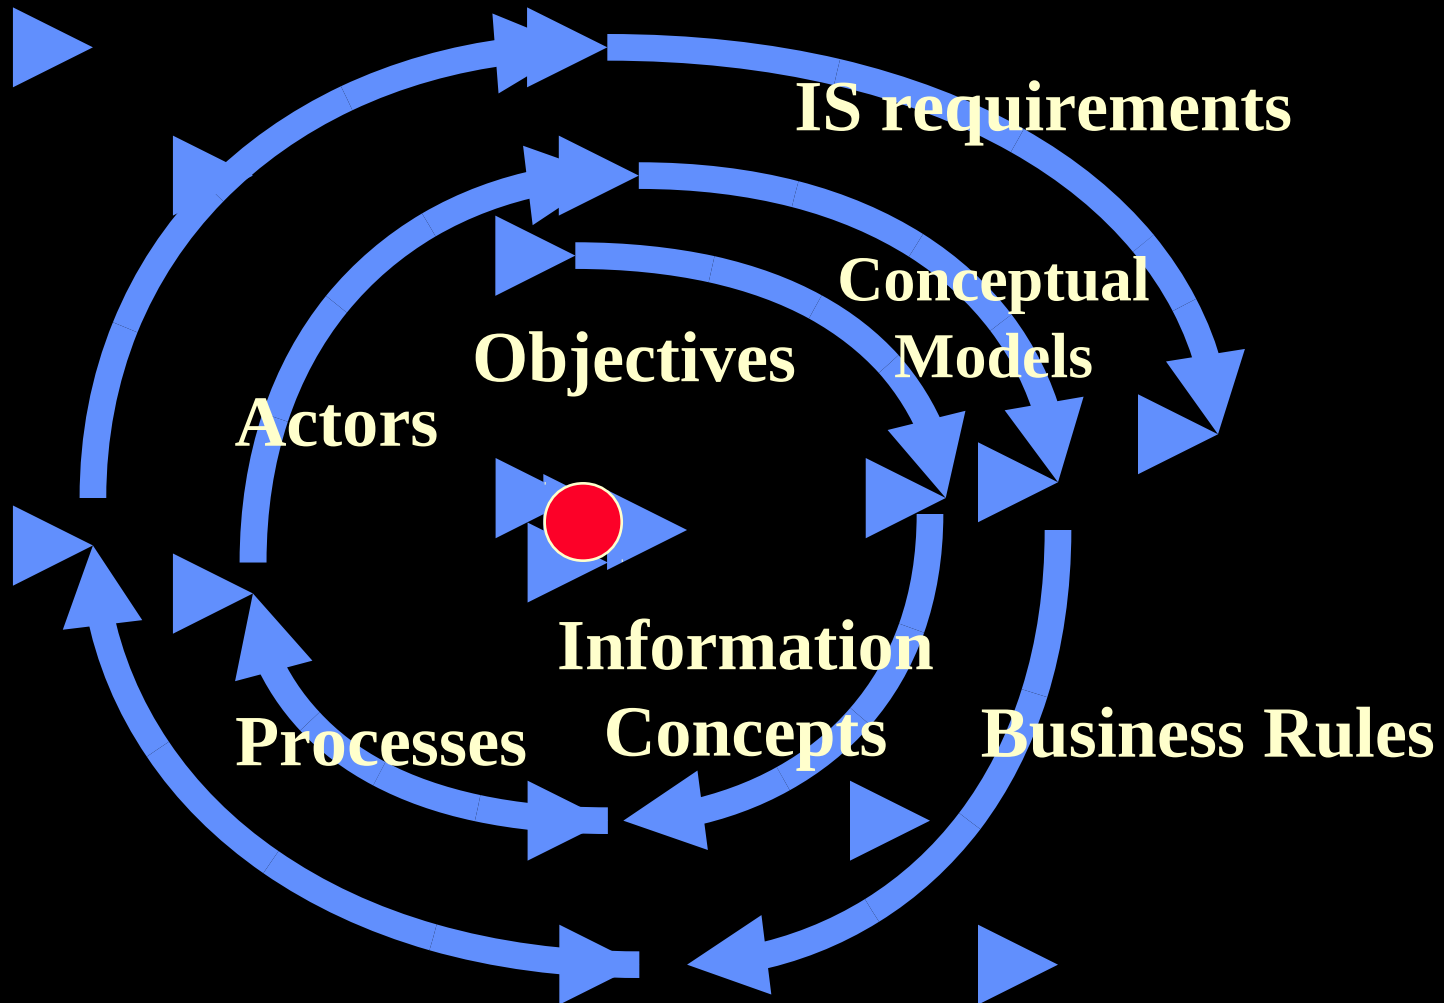 IS requirements
Conceptual
Models
Objectives
Actors
Information
Concepts
Processes
Business Rules